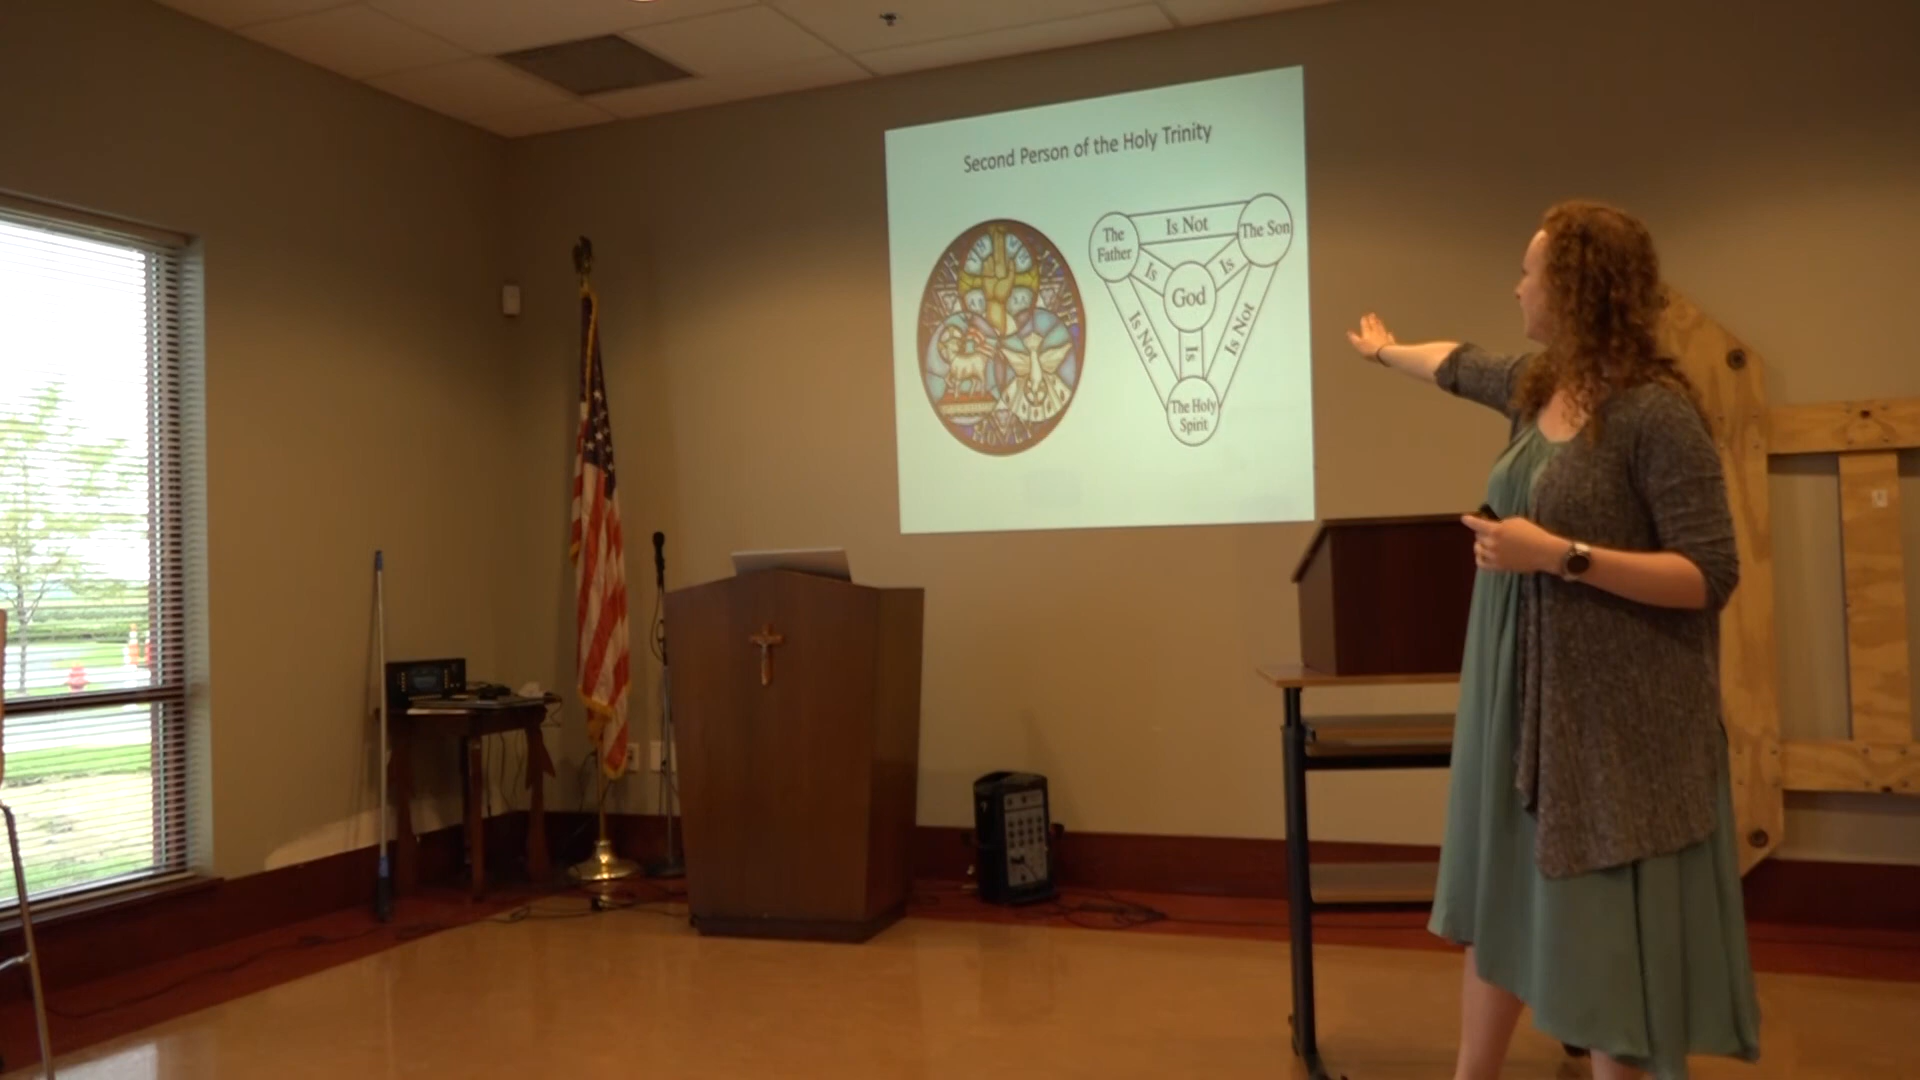 Second Person of the Holy Trinity
The
Father
Is Not
The Son
Is
Is
God
Is Not
Is
Is Not
The Holy
Spirit